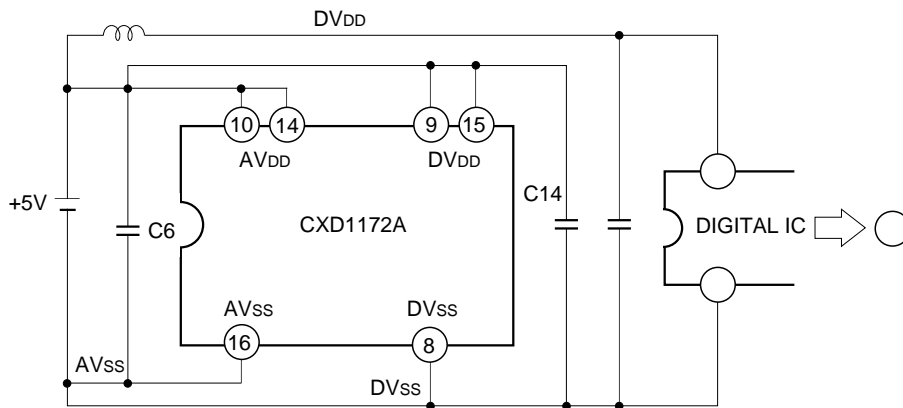 DVDD
10
14
9
15
AVDD
DVDD
+5V
C6
CXD1172A
C14
DIGITAL IC
AVSS
DVSS
16
8
AVSS
DVSS